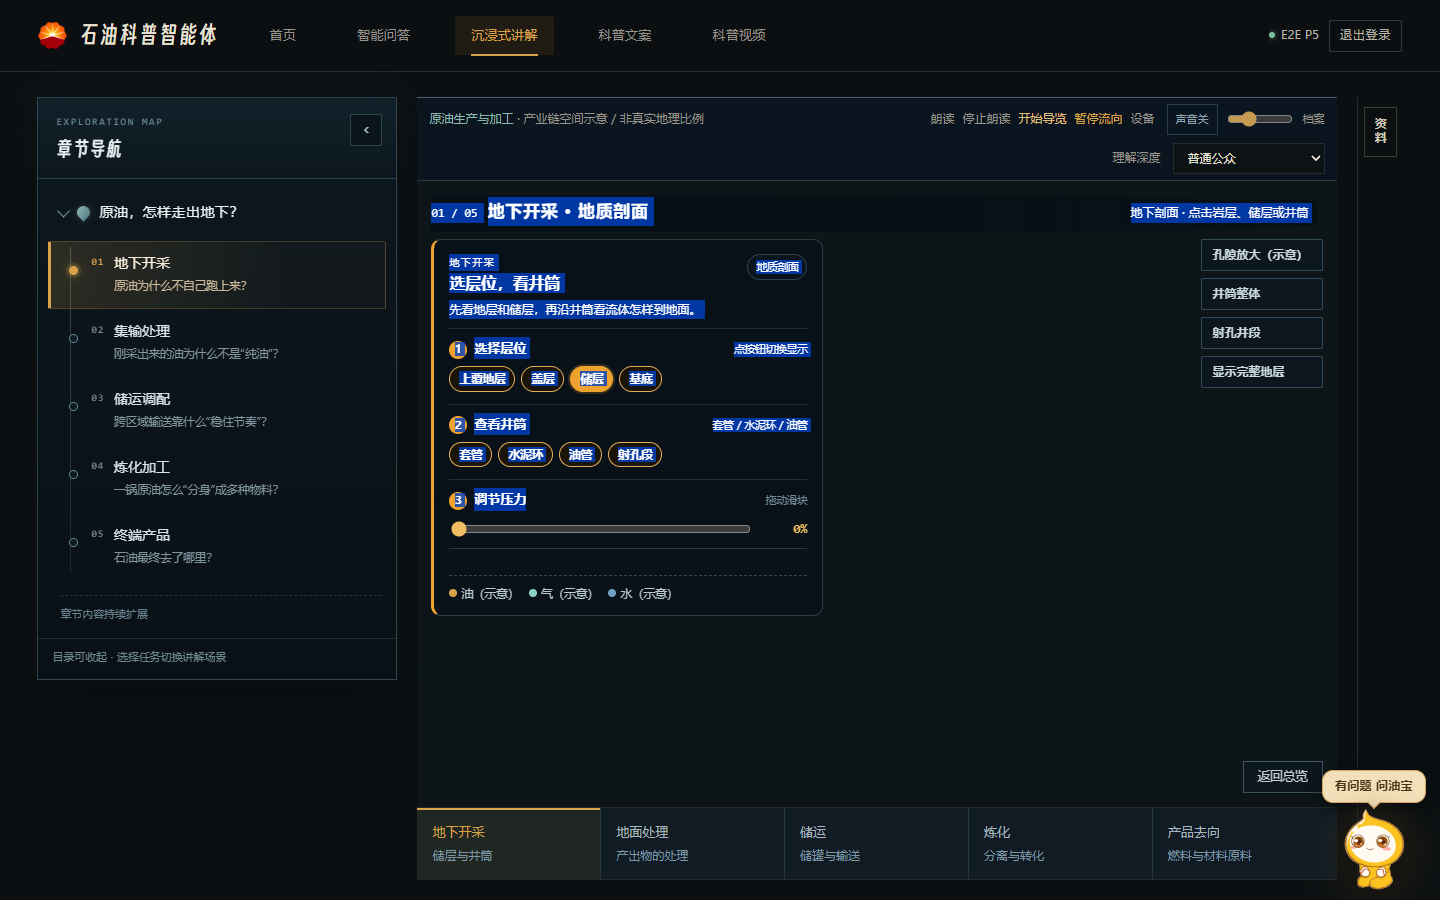 石油科普智能体
首页
智能问答
沉浸式讲解
科普文案
科普视频
E2E P5
退出登录
EXPLORATION MAP
章节导航
‹
原油，怎样走出地下？
01 地下开采
原油为什么不自己跑上来？
02 集输处理
刚采出来的油为什么不是“纯油”？
03 储运调配
跨区域输送靠什么“稳住节奏”？
04 炼化加工
一锅原油怎么“分身”成多种物料？
05 终端产品
石油最终去了哪里？
章节内容持续扩展
目录可收起 · 选择任务切换讲解场景
原油生产与加工 · 产业链空间示意 / 非真实地理比例
朗读 停止朗读 开始导览 暂停流向 设备 声音关 档案
理解深度 普通公众
01 / 05 地下开采 · 地质剖面
地下剖面 · 点击岩层、储层或井筒
地下开采
地质剖面
选层位，看井筒
先看地层和储层，再沿井筒看流体怎样到地面。
1 选择层位 点按钮切换显示
上覆地层 盖层 储层 基底
2 查看井筒 套管 / 水泥环 / 油管
套管 水泥环 油管 射孔段
3 调节压力 拖动滑块
0%
油（示意） 气（示意） 水（示意）
孔隙放大（示意）
井筒整体
射孔井段
显示完整地层
返回总览
地下开采
储层与井筒
地面处理
产出物的处理
储运
储罐与输送
炼化
分离与转化
产品去向
燃料与材料原料
资料
有问题 问油宝